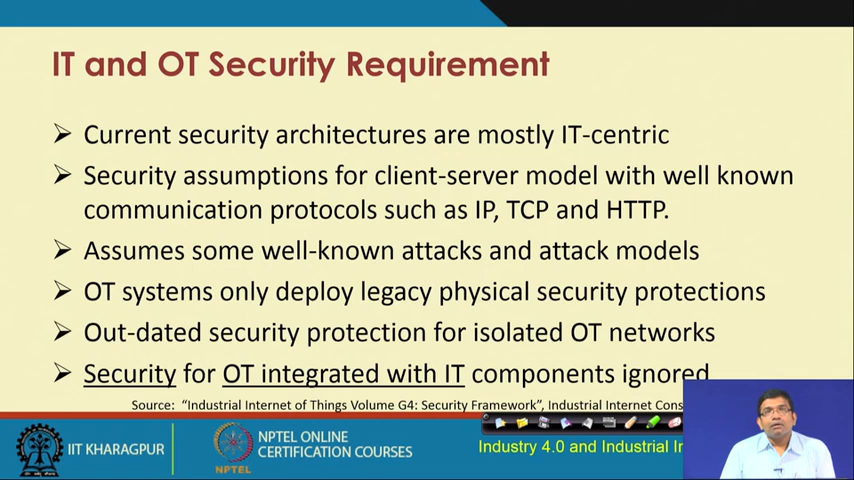 IT and OT Security Requirement
➢ Current security architectures are mostly IT-centric
➢ Security assumptions for client-server model with well known
communication protocols such as IP, TCP and HTTP.
➢ Assumes some well-known attacks and attack models
➢ OT systems only deploy legacy physical security protections
➢ Out-dated security protection for isolated OT networks
➢ Security for OT integrated with IT components ignored
Source: "Industrial Internet of Things Volume G4: Security Framework", Industrial Internet Cons
IIT KHARAGPUR
NPTEL
NPTEL ONLINE
CERTIFICATION COURSES
Industry 4.0 and Industrial In